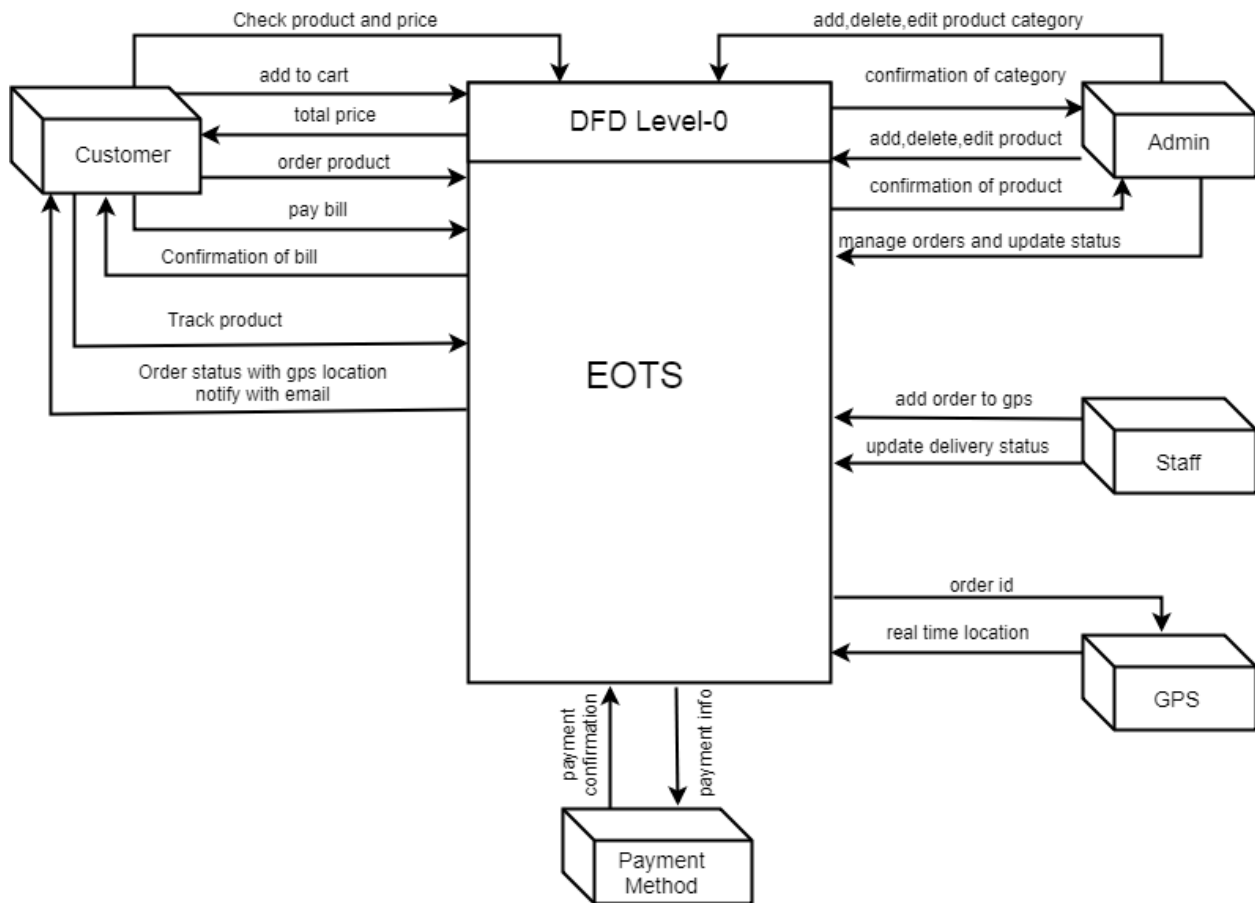 Check product and price
add,delete,edit product category
add to cart
confirmation of category
total price
DFD Level-0
Customer
Admin
add,delete,edit product
order product
confirmation of product
pay bill
manage orders and update status
Confirmation of bill
Track product
Order status with gps location
notify with email
EOTS
add order to gps
update delivery status
Staff
order id
real time location
GPS
payment
confirmation
payment info
Payment
Method